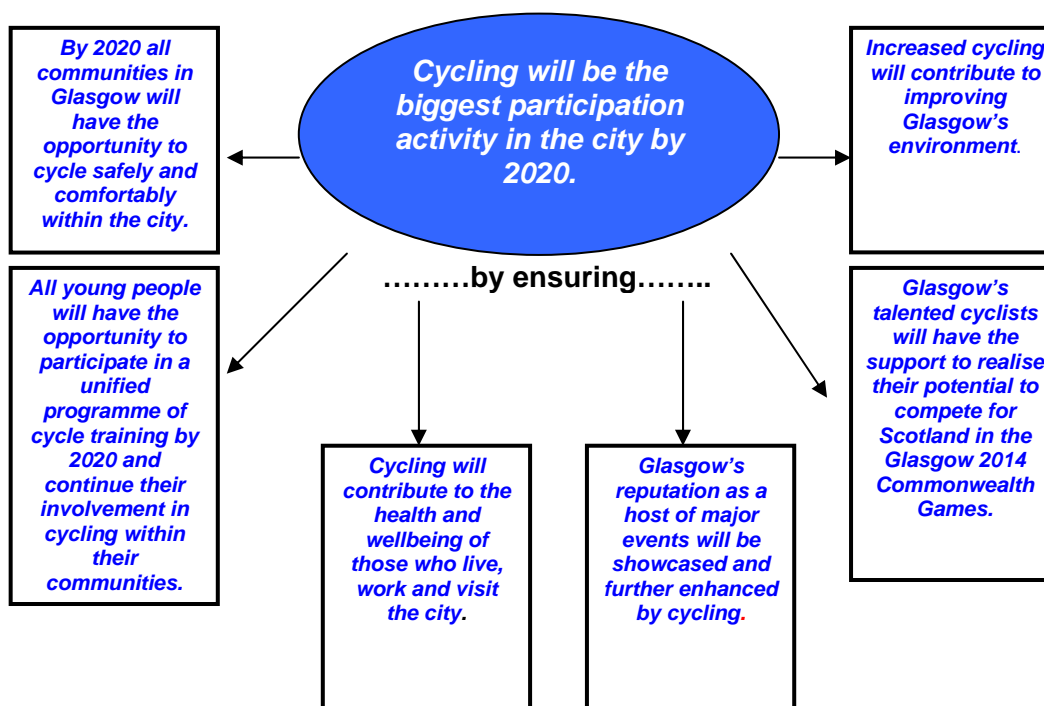 Cycling will be the
biggest participation
activity in the city by
2020.
………by ensuring……..
By 2020 all
communities in
Glasgow will
have the
opportunity to
cycle safely and
comfortably
within the city.
All young people
will have the
opportunity to
participate in a
unified
programme of
cycle training by
2020 and
continue their
involvement in
cycling within
their
communities.
Cycling will
contribute to the
health and
wellbeing of
those who live,
work and visit
the city.
Glasgow’s
reputation as a
host of major
events will be
showcased and
further enhanced
by cycling.
Increased cycling
will contribute to
improving
Glasgow’s
environment.
Glasgow’s
talented cyclists
will have the
support to realise
their potential to
compete for
Scotland in the
Glasgow 2014
Commonwealth
Games.